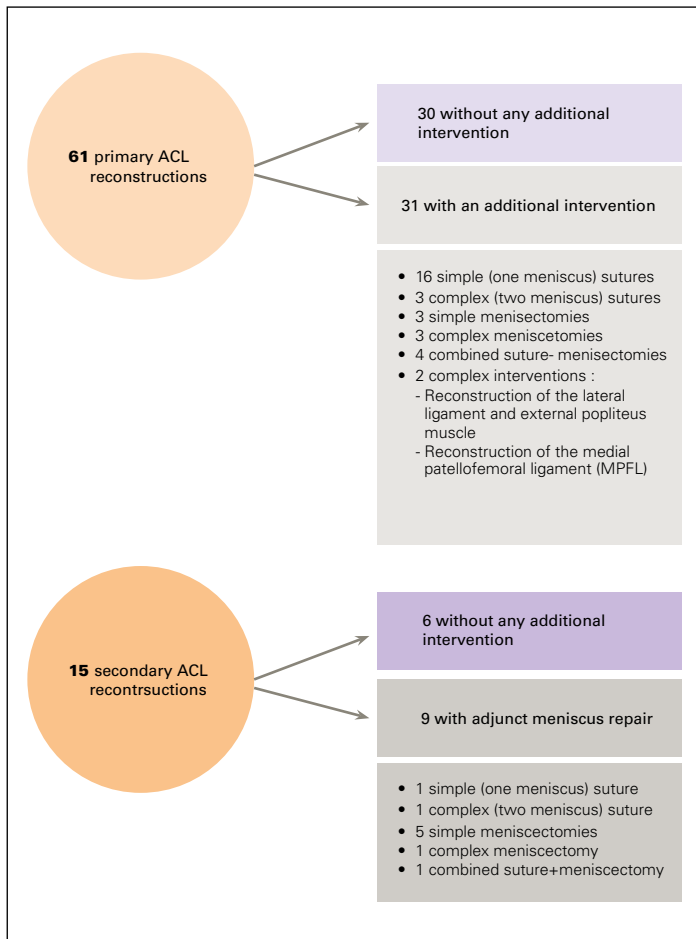 61 primary ACL
reconstructions
30 without any additional
intervention
31 with an additional intervention
• 16 simple (one meniscus) sutures
• 3 complex (two meniscus) sutures
• 3 simple menisectomies
• 3 complex meniscetomies
• 4 combined suture- menisectomies
• 2 complex interventions :
- Reconstruction of the lateral
ligament and external popliteus
muscle
- Reconstruction of the medial
patellofemoral ligament (MPFL)
15 secondary ACL
recontrsuctions
6 without any additional
intervention
9 with adjunct meniscus repair
• 1 simple (one meniscus) suture
• 1 complex (two meniscus) suture
• 5 simple meniscectomies
• 1 complex meniscectomy
• 1 combined suture+meniscectomy